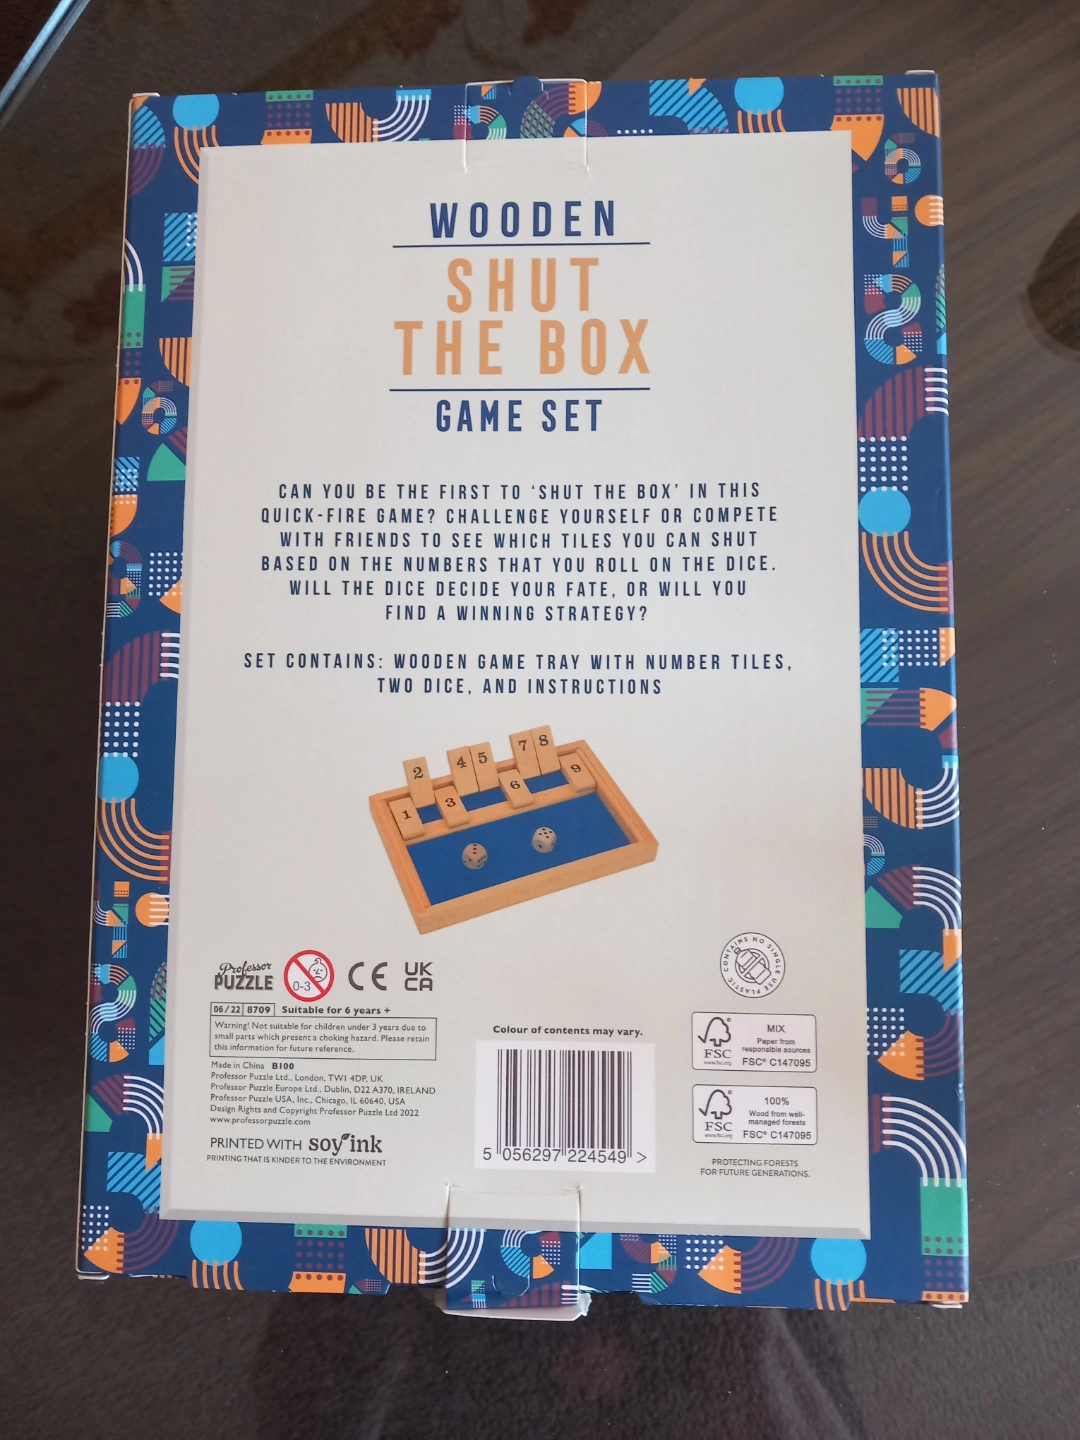 WOODEN
SHUT
THE BOX
GAME SET
CAN YOU BE THE FIRST TO ‘SHUT THE BOX’ IN THIS
QUICK-FIRE GAME? CHALLENGE YOURSELF OR COMPETE
WITH FRIENDS TO SEE WHICH TILES YOU CAN SHUT
BASED ON THE NUMBERS THAT YOU ROLL ON THE DICE.
WILL THE DICE DECIDE YOUR FATE, OR WILL YOU
FIND A WINNING STRATEGY?
SET CONTAINS: WOODEN GAME TRAY WITH NUMBER TILES,
TWO DICE, AND INSTRUCTIONS
1 2 3 4 5 6 7 8 9
Professor
PUZZLE
0-3
CE
UK
CA
06/22 8709 Suitable for 6 years +
Warning! Not suitable for children under 3 years due to
small parts which present a choking hazard. Please retain
this information for future reference.
Made in China B100
Professor Puzzle Ltd., London, TW1 4DP, UK
Professor Puzzle Europe Ltd., Dublin, D22 A370, IRELAND
Professor Puzzle USA, Inc., Chicago, IL 60640, USA
Design Rights and Copyright Professor Puzzle Ltd 2022
www.professorpuzzle.com
PRINTED WITH soy ink
PRINTING THAT IS KINDER TO THE ENVIRONMENT
Colour of contents may vary.
5 056297 224549 >
CONTAINS NO SINGLE USE PLASTIC
FSC®
www.fsc.org
MIX
Paper from
responsible sources
FSC® C147095
FSC®
www.fsc.org
100%
Wood from well-
managed forests
FSC® C147095
PROTECTING FORESTS
FOR FUTURE GENERATIONS.